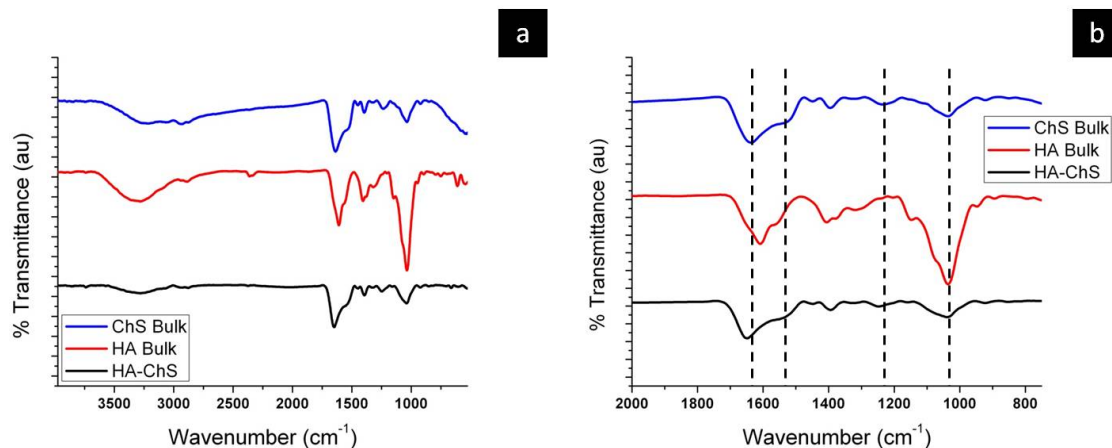 a
% Transmittance (au)
ChS Bulk
HA Bulk
HA-ChS
3500 3000 2500 2000 1500 1000
Wavenumber (cm⁻¹)
b
% Transmittance (au)
ChS Bulk
HA Bulk
HA-ChS
2000 1800 1600 1400 1200 1000 800
Wavenumber (cm⁻¹)